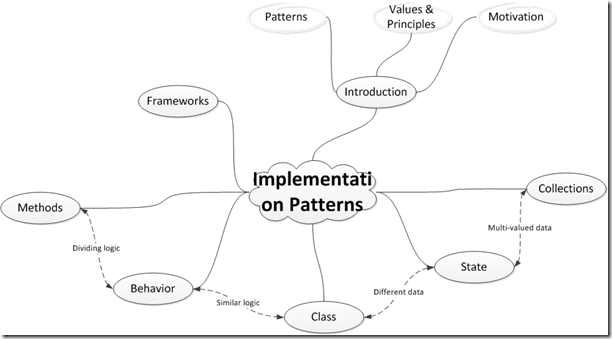 Patterns
Values &
Principles
Motivation
Introduction
Frameworks
Implementati
on Patterns
Collections
Methods
Multi-valued data
Dividing logic
State
Behavior
Different data
Similar logic
Class